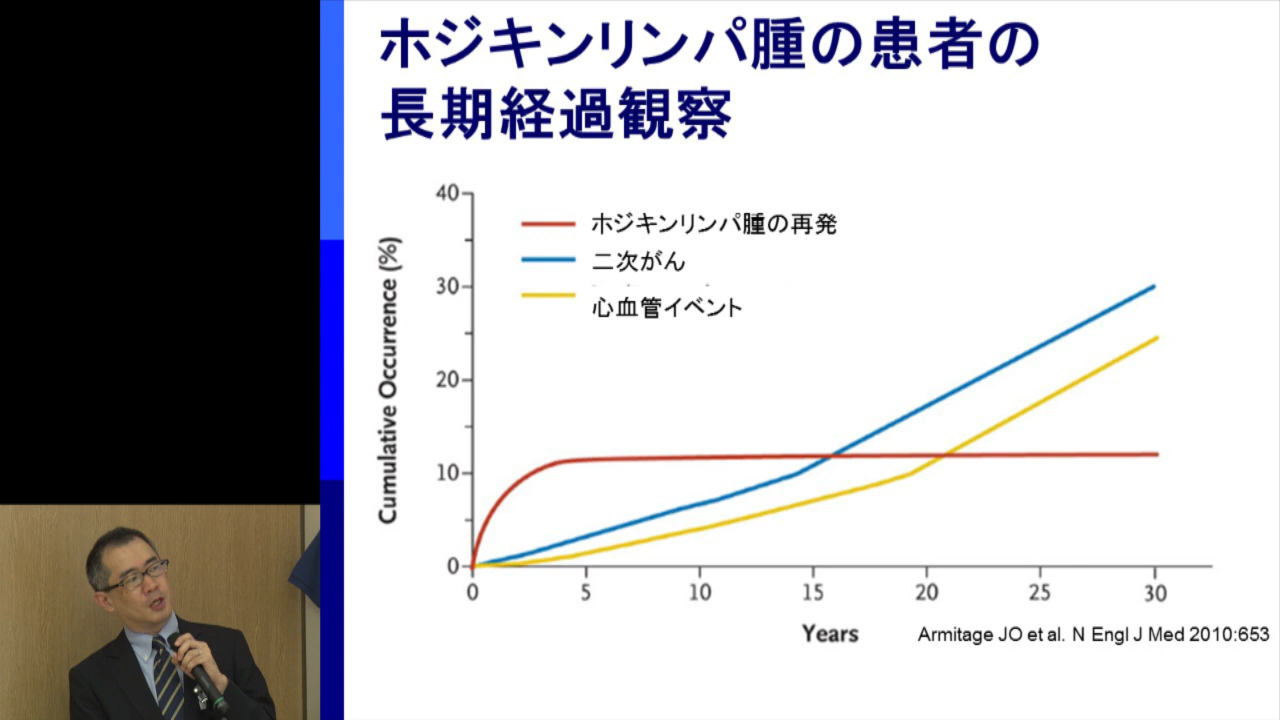 ホジキンリンパ腫の患者の
長期経過観察
40
30
20
10
0
Cumulative Occurrence (%)
ホジキンリンパ腫の再発
二次がん
心血管イベント
0 5 10 15 20 25 30
Years
Armitage JO et al. N Engl J Med 2010:653